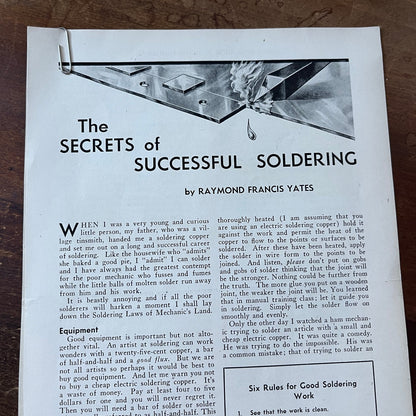 The
SECRETS of
SUCCESSFUL SOLDERING
by RAYMOND FRANCIS YATES
WHEN I was a very young and curious
little person, my father, who was a vil-
lage tinsmith, handed me a soldering copper
and set me out on a long and successful career
of soldering. Like the housewife who "admits"
she baked a good pie, I "admit" I can solder
and I have always had the greatest contempt
for the poor mechanic who fusses and fumes
while the little balls of molten solder run away
from him and his work.
It is beastly annoying and if all the poor
solderers will harken a moment I shall lay
down the Soldering Laws of Mechanic's Land.
Equipment
Good equipment is important but not alto-
gether vital. An artist at soldering can work
wonders with a twenty-five-cent copper, a bar
of half-and-half and a good flux. But we are
not all artists so perhaps it would be best to
buy good equipment. And let me warn you not
to buy a cheap electric soldering copper. It's
a waste of money. Pay at least four to five
dollars for one and you will never regret it.
Then you will need a bar of solder or solder
to as half-and-half. This
thoroughly heated (I am assuming that you
are using an electric soldering copper) hold it
against the work and permit the heat of the
copper to flow to the points or surfaces to be
soldered. After these have been heated, apply
the solder in wire form to the points to be
joined. And listen, please don't put on gobs
and gobs of solder thinking that the joint will
be the stronger. Nothing could be further from
the truth. The more glue you put on a wooden
joint, the weaker the joint will be. You learned
that in manual training class; let it guide you
in soldering. Simply let the solder flow on
smoothly and evenly.
Only the other day I watched a ham mechan-
ic trying to solder an article with a small and
cheap electric copper. It was quite a comedy.
He was trying to do the impossible. His was
a common mistake; that of trying to solder an
Six Rules for Good Soldering
Work
1. See that the work is clean.